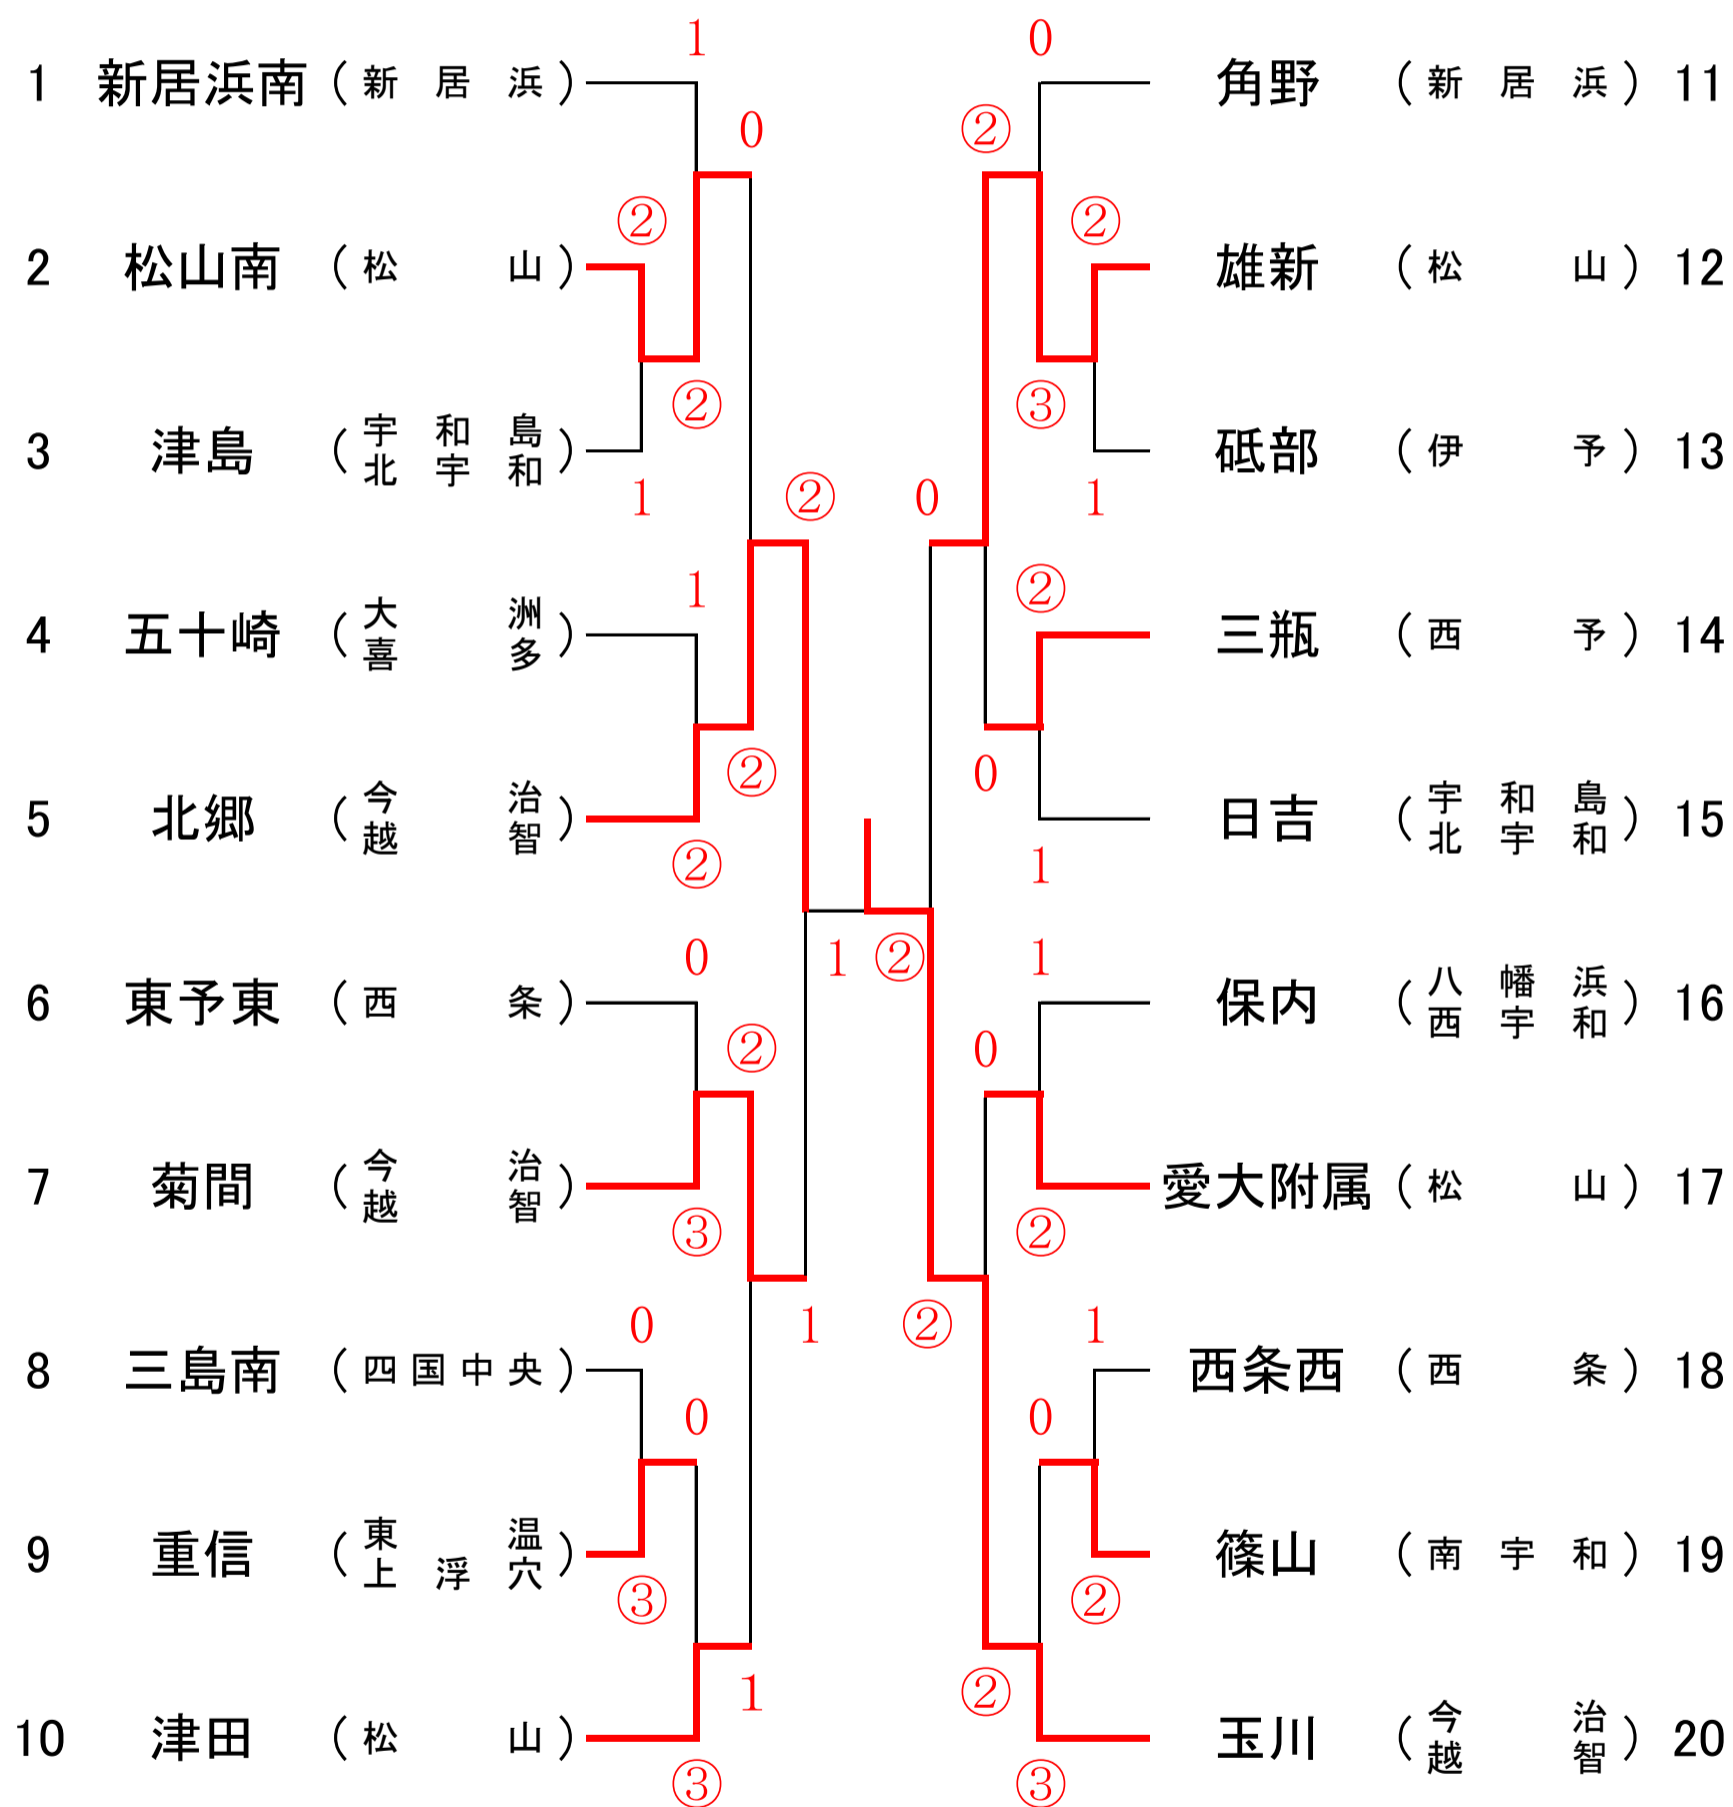 1 新居浜南 (新居浜)
2 松山南 (松山)
3 津島 (宇和島 北宇和)
4 五十崎 (大洲 喜多)
5 北郷 (今治 越智)
6 東予東 (西条)
7 菊間 (今治 越智)
8 三島南 (四国中央)
9 重信 (東温 上浮穴)
10 津田 (松山)
1
0
②
②
1
②
1
②
②
0
②
③
0
1
0
③
1
③
1
②
0
②
②
③
0
1
②
0
1
1
0
②
②
1
0
②
②
③
角野 (新居浜) 11
雄新 (松山) 12
砥部 (伊予) 13
三瓶 (西予) 14
日吉 (宇和島 北宇和) 15
保内 (八幡浜 西宇和) 16
愛大附属 (松山) 17
西条西 (西条) 18
篠山 (南宇和) 19
玉川 (今治 越智) 20